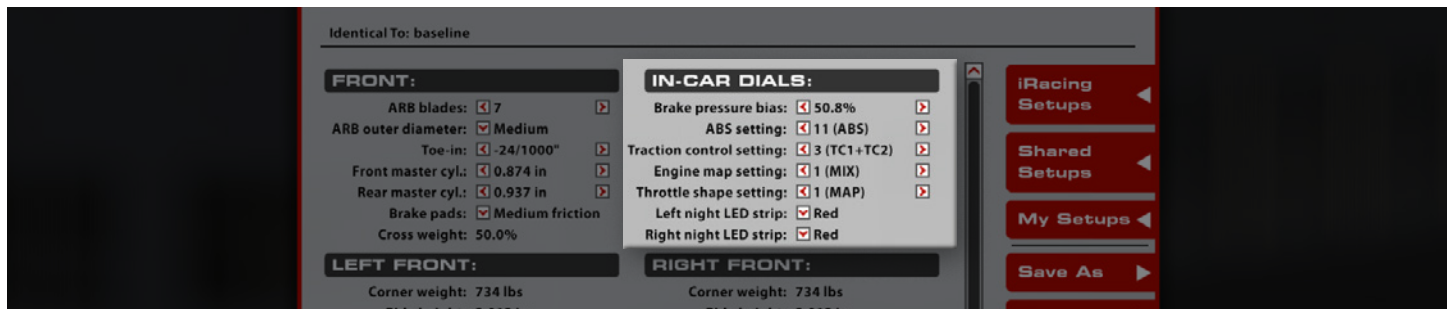 Identical To: baseline
FRONT:
ARB blades: 7
ARB outer diameter: Medium
Toe-in: -24/1000"
Front master cyl.: 0.874 in
Rear master cyl.: 0.937 in
Brake pads: Medium friction
Cross weight: 50.0%
IN-CAR DIALS:
Brake pressure bias: 50.8%
ABS setting: 11 (ABS)
Traction control setting: 3 (TC1+TC2)
Engine map setting: 1 (MIX)
Throttle shape setting: 1 (MAP)
Left night LED strip: Red
Right night LED strip: Red
LEFT FRONT:
Corner weight: 734 lbs
RIGHT FRONT:
Corner weight: 734 lbs
iRacing
Setups
Shared
Setups
My Setups
Save As